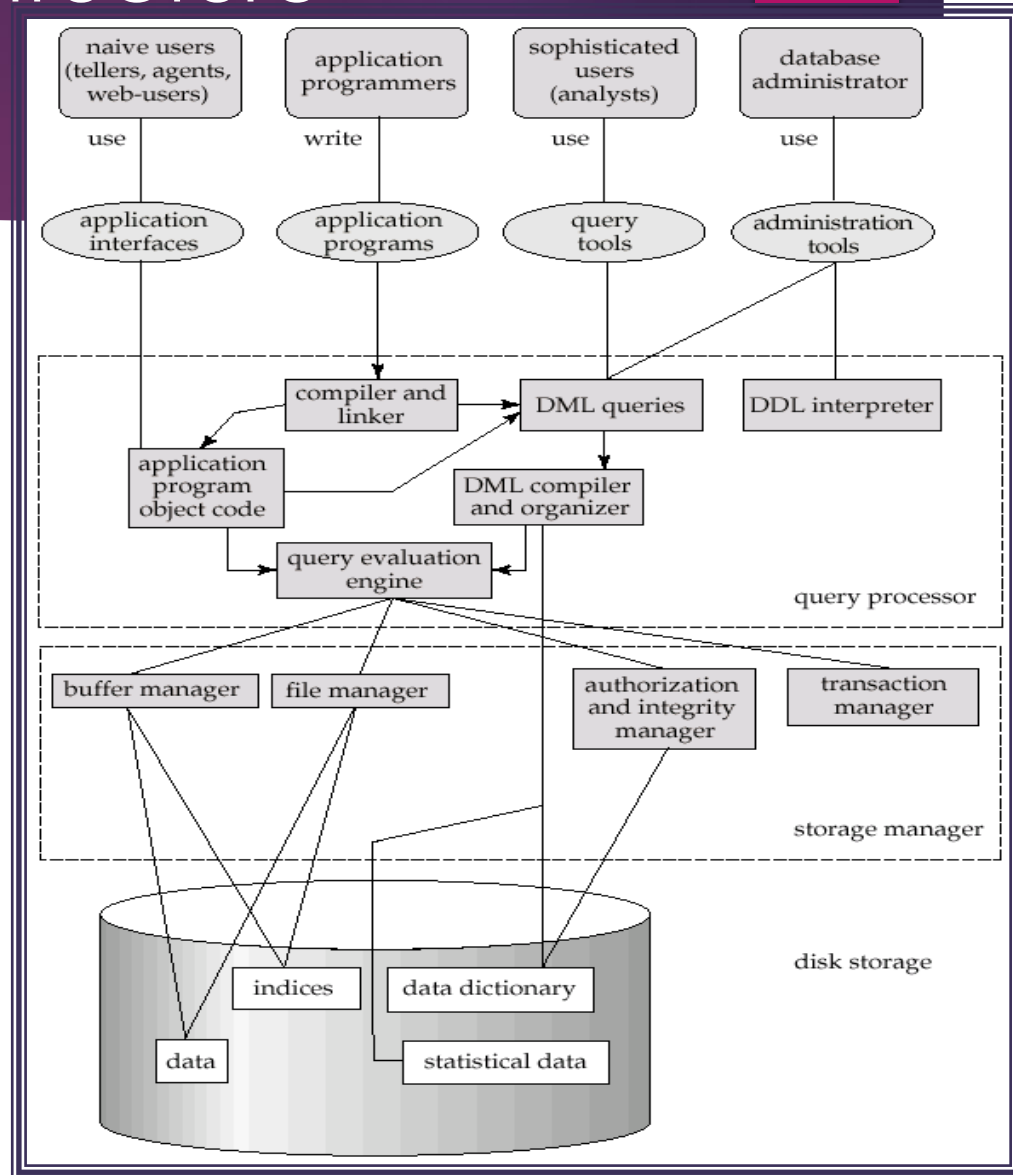 naive users
(tellers, agents,
web-users)
application
programmers
sophisticated
users
(analysts)
database
administrator
use
write
use
use
application
interfaces
application
programs
query
tools
administration
tools
compiler and
linker
DML queries
DDL interpreter
application
program
object code
DML compiler
and organizer
query evaluation
engine
query processor
buffer manager
file manager
authorization
and integrity
manager
transaction
manager
storage manager
disk storage
indices
data dictionary
data
statistical data